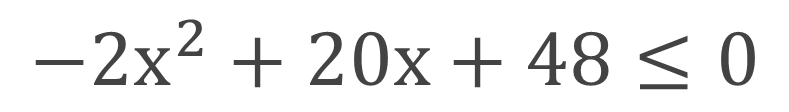 −2x² + 20x + 48 ≤ 0